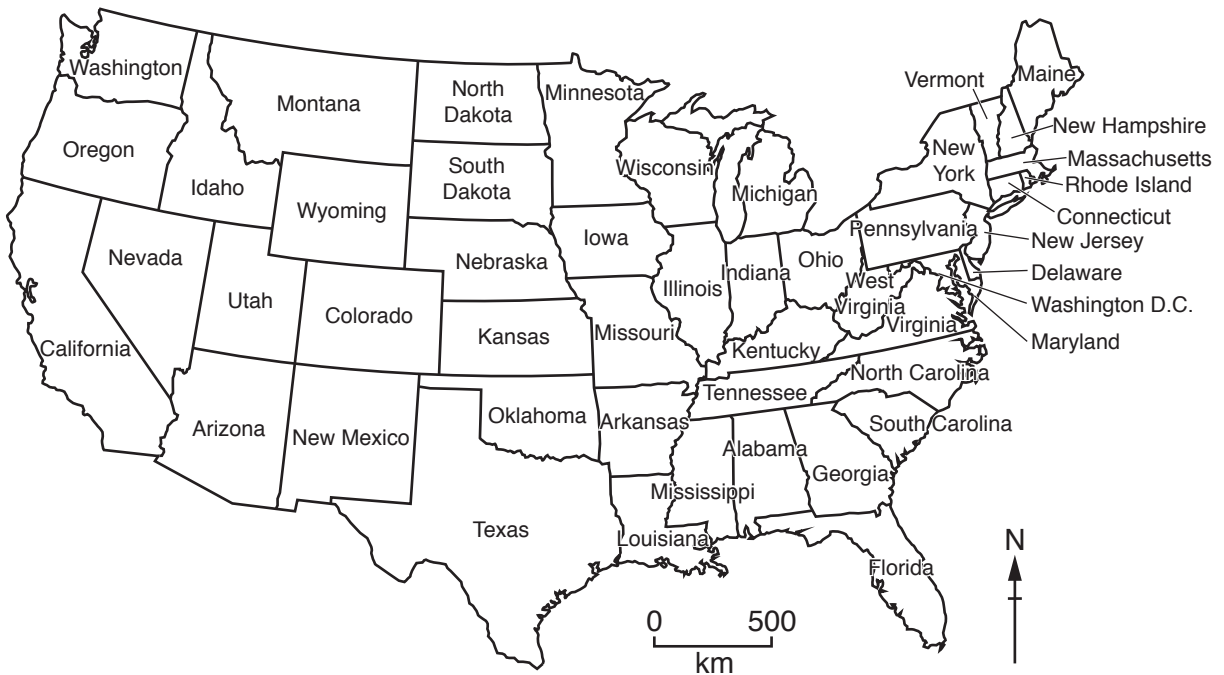 Washington
Montana
North
Dakota
Minnesota
Vermont
Maine
Oregon
Idaho
South
Dakota
Wisconsin
Michigan
New
York
New Hampshire
Massachusetts
Rhode Island
Connecticut
Wyoming
Iowa
Pennsylvania
New Jersey
Nevada
Utah
Nebraska
Illinois
Indiana
Ohio
West
Virginia
Delaware
Washington D.C.
Maryland
California
Colorado
Kansas
Missouri
Kentucky
Virginia
Arizona
New Mexico
Oklahoma
Arkansas
Tennessee
North Carolina
South Carolina
Texas
Louisiana
Mississippi
Alabama
Georgia
Florida
N
0
500
km